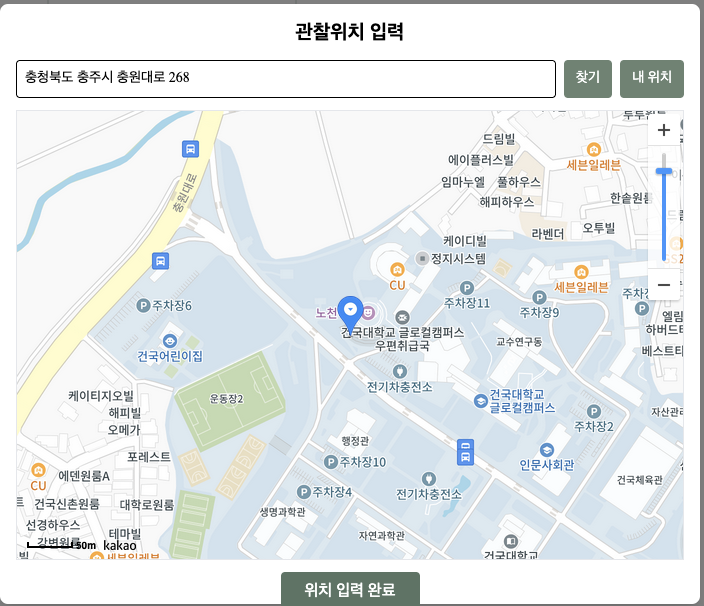 관찰위치 입력
충청북도 충주시 충원대로 268
찾기
내 위치
드림빌
에이플러스빌
세븐일레븐
임마누엘
풀하우스
해피하우스
한솔원룸
라벤더
오투빌
충원대로
케이디빌
정지시스템
CU
세븐일레븐
주차장11
주차장9
주차장6
노천
건국대학교 글로컬캠퍼스
우편취급국
교수연구동
엘림
하버드
베스트
건국어린이집
전기차충전소
케이티지오빌
해피빌
오메가
운동장2
건국대학교
글로컬캠퍼스
주차장2
자산관리
행정관
포레스트
주차장10
인문사회관
CU
에덴원룸A
건국체육관
건국신촌원룸
대학로원룸
주차장4
전기차충전소
생명과학관
선경하우스
테마빌
자연과학관
강변원룸
50m
kakao
세븐일레븐
건국대학교
위치 입력 완료